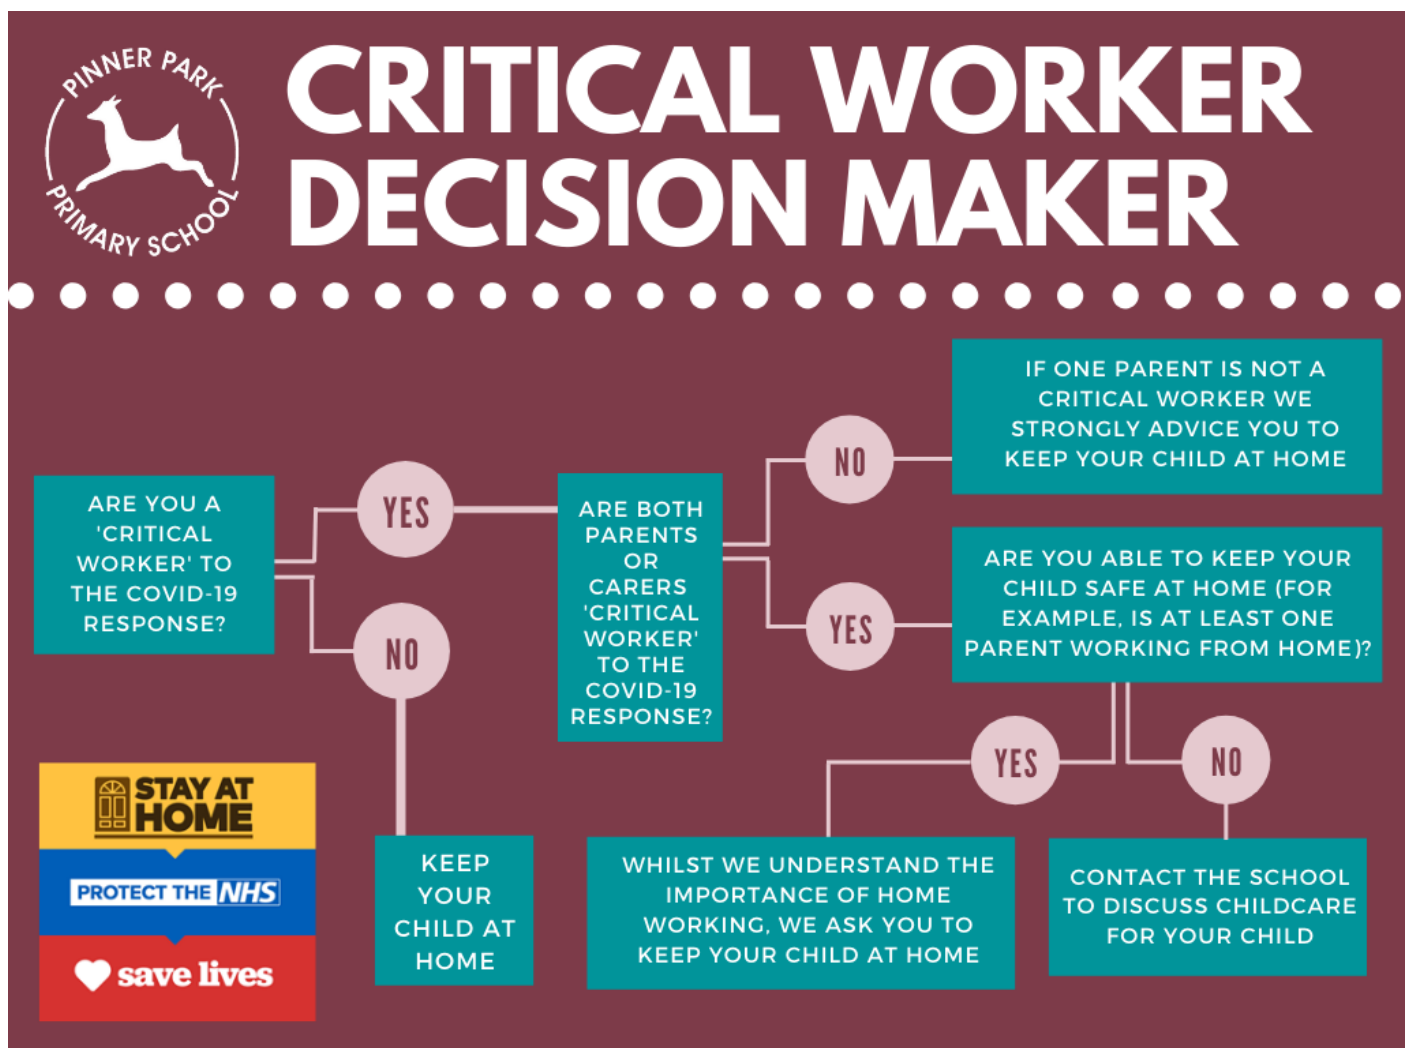 PINNER PARK
PRIMARY SCHOOL
CRITICAL WORKER
DECISION MAKER
ARE YOU A
'CRITICAL
WORKER' TO
THE COVID-19
RESPONSE?
YES
NO
KEEP
YOUR
CHILD AT
HOME
ARE BOTH
PARENTS
OR
CARERS
'CRITICAL
WORKER'
TO THE
COVID-19
RESPONSE?
NO
IF ONE PARENT IS NOT A
CRITICAL WORKER WE
STRONGLY ADVICE YOU TO
KEEP YOUR CHILD AT HOME
YES
ARE YOU ABLE TO KEEP YOUR
CHILD SAFE AT HOME (FOR
EXAMPLE, IS AT LEAST ONE
PARENT WORKING FROM HOME)?
YES
WHILST WE UNDERSTAND THE
IMPORTANCE OF HOME
WORKING, WE ASK YOU TO
KEEP YOUR CHILD AT HOME
NO
CONTACT THE SCHOOL
TO DISCUSS CHILDCARE
FOR YOUR CHILD
STAY AT
HOME
PROTECT THE NHS
save lives